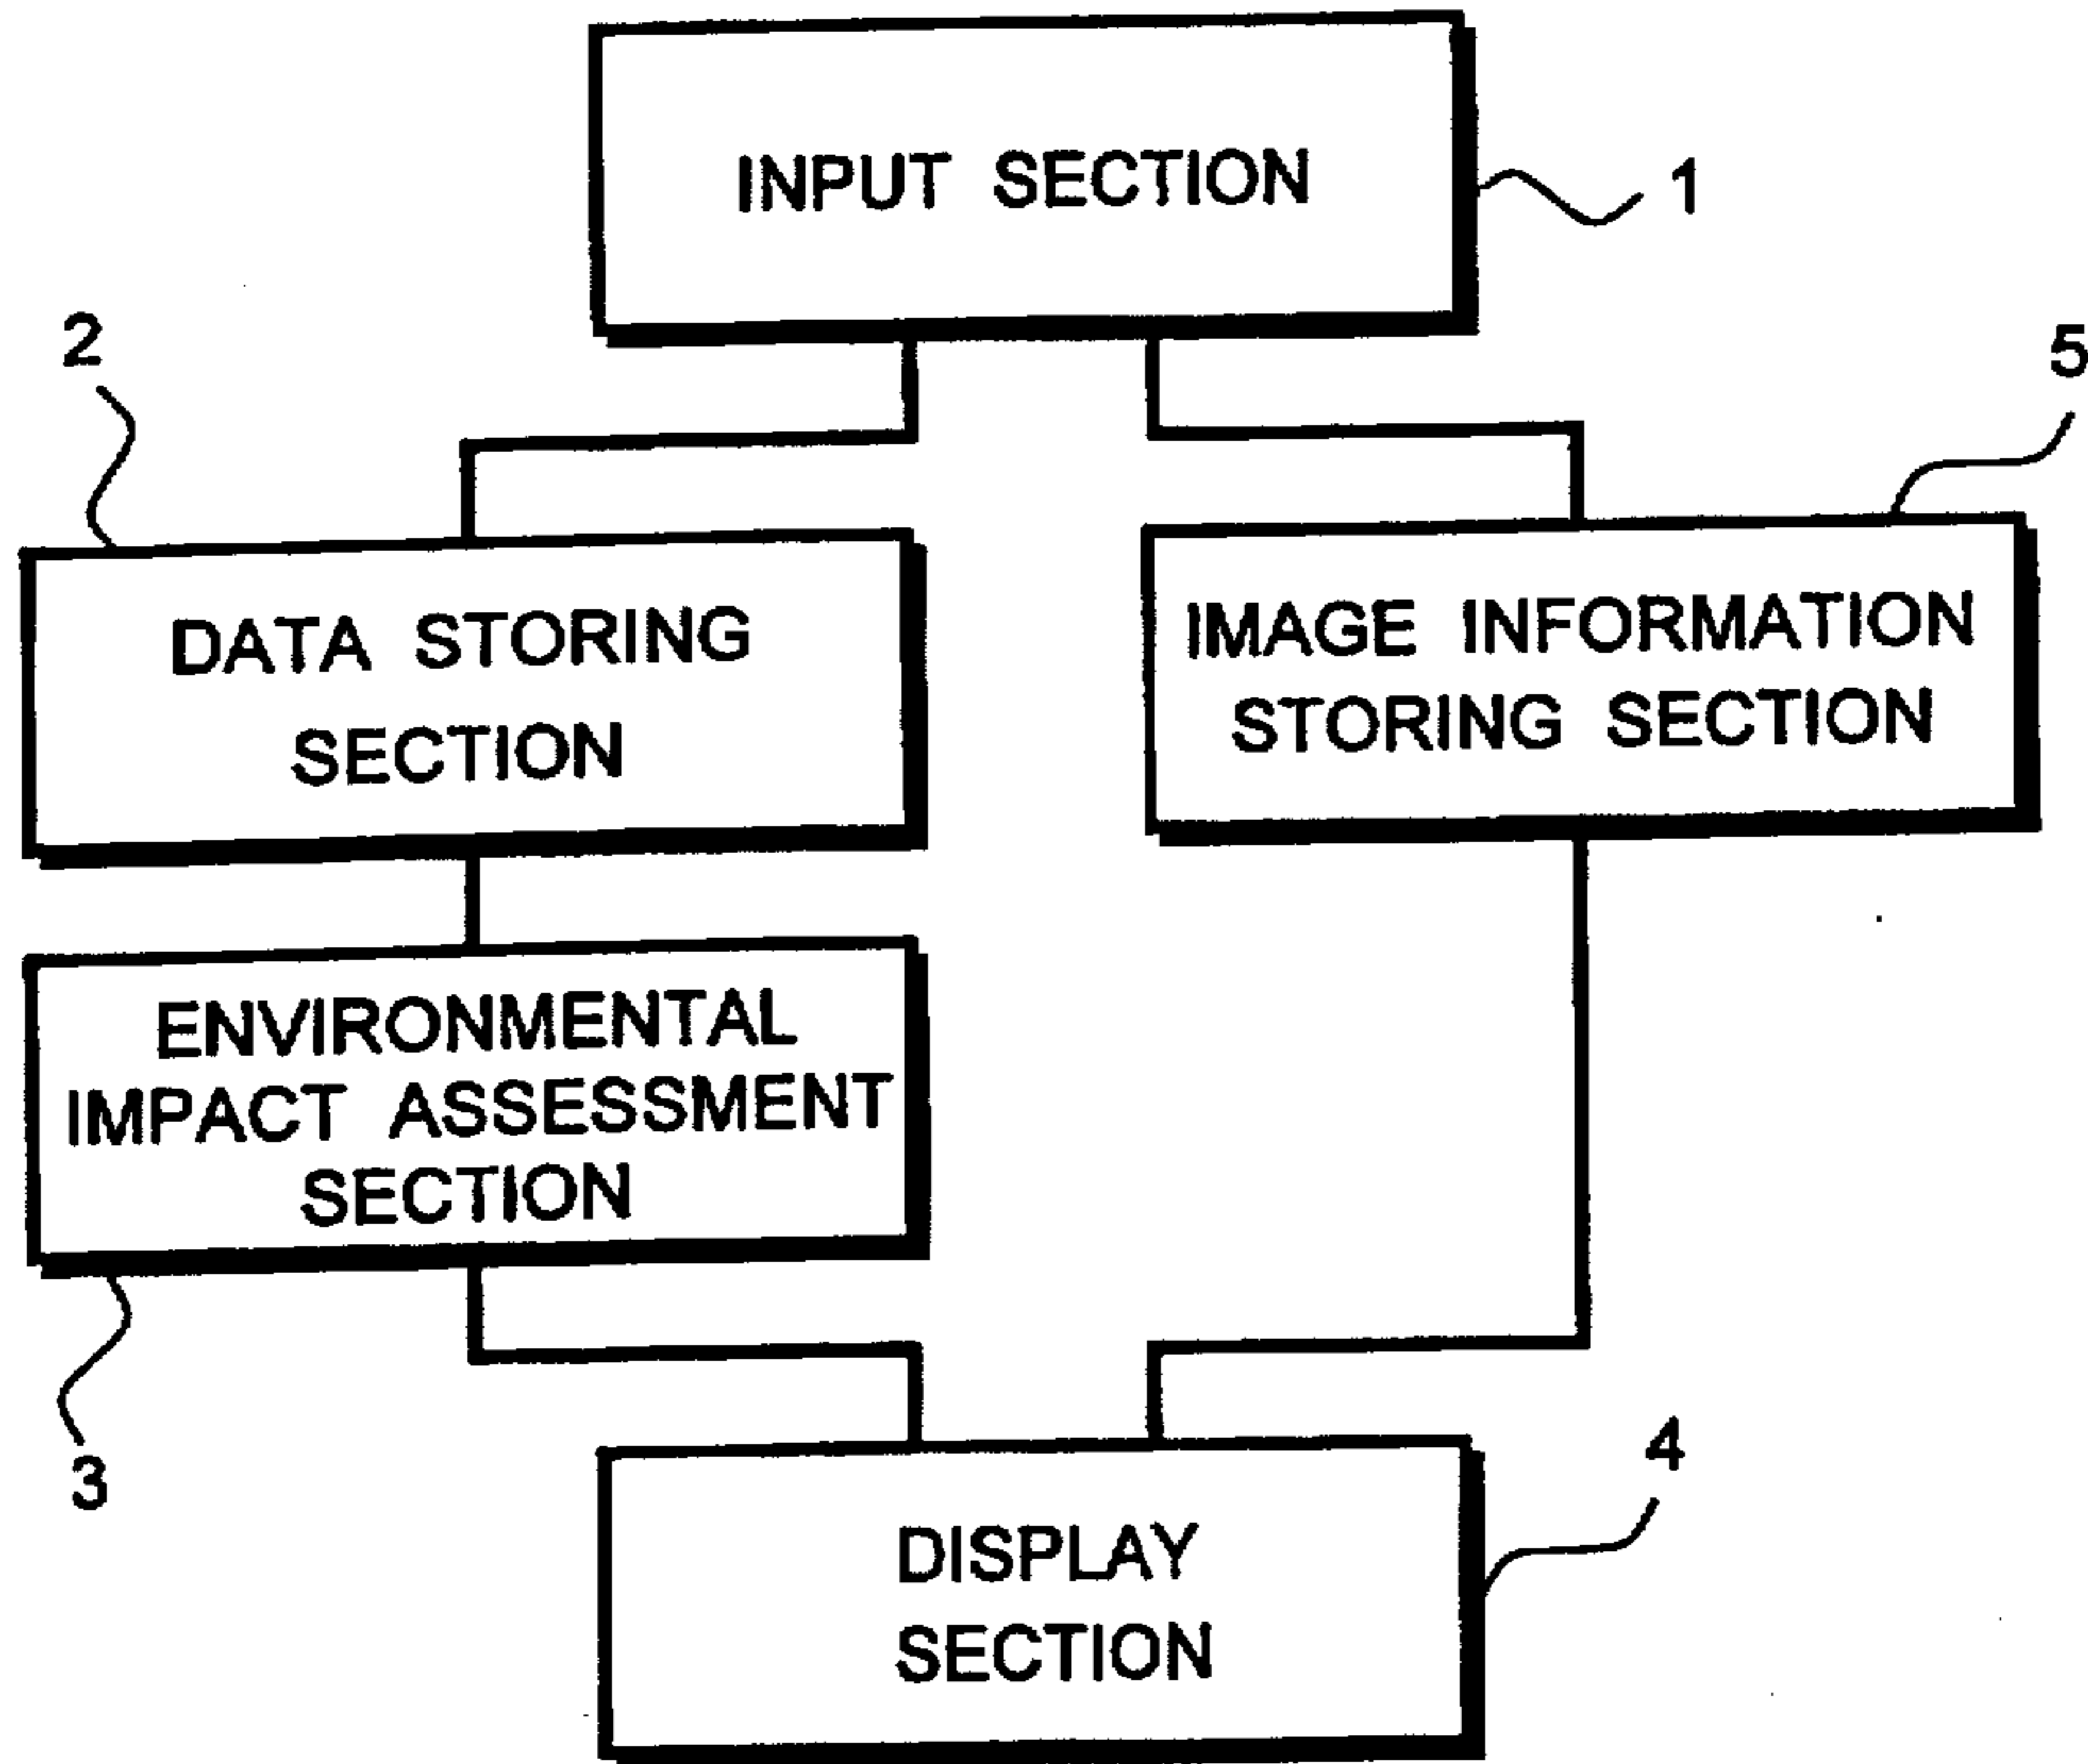 INPUT SECTION
1
2
5
DATA STORING
SECTION
IMAGE INFORMATION
STORING SECTION
ENVIRONMENTAL
IMPACT ASSESSMENT
SECTION
3
4
DISPLAY
SECTION